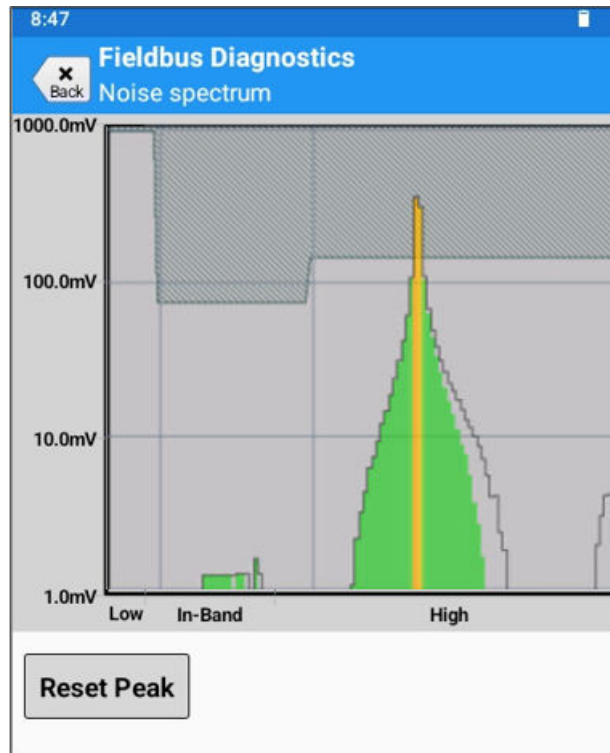 8:47
Fieldbus Diagnostics
Back
Noise spectrum
1000.0mV
100.0mV
10.0mV
1.0mV
Low In-Band High
Reset Peak